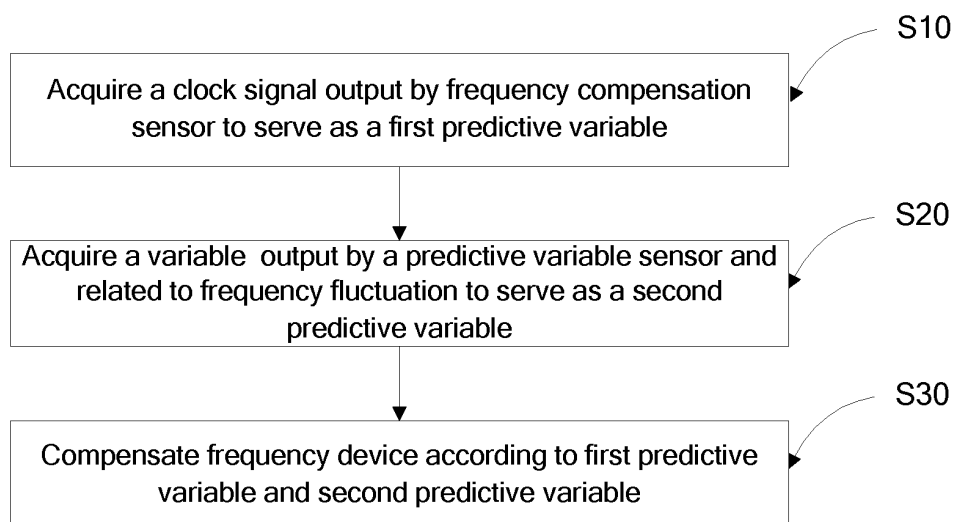 S10
Acquire a clock signal output by frequency compensation
sensor to serve as a first predictive variable
S20
Acquire a variable output by a predictive variable sensor and
related to frequency fluctuation to serve as a second
predictive variable
S30
Compensate frequency device according to first predictive
variable and second predictive variable